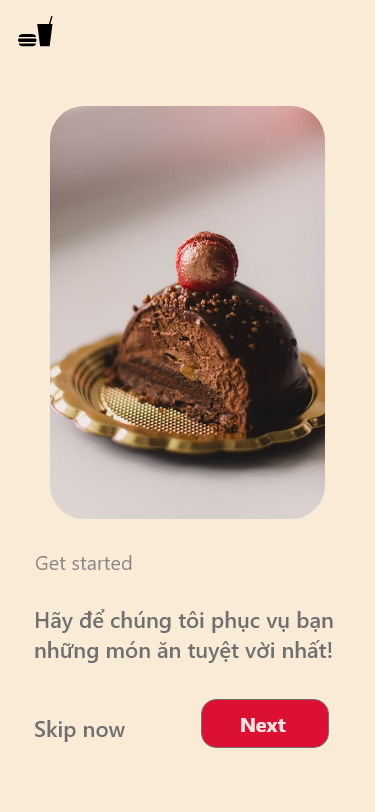 Get started
Hãy để chúng tôi phục vụ bạn
những món ăn tuyệt vời nhất!
Skip now
Next